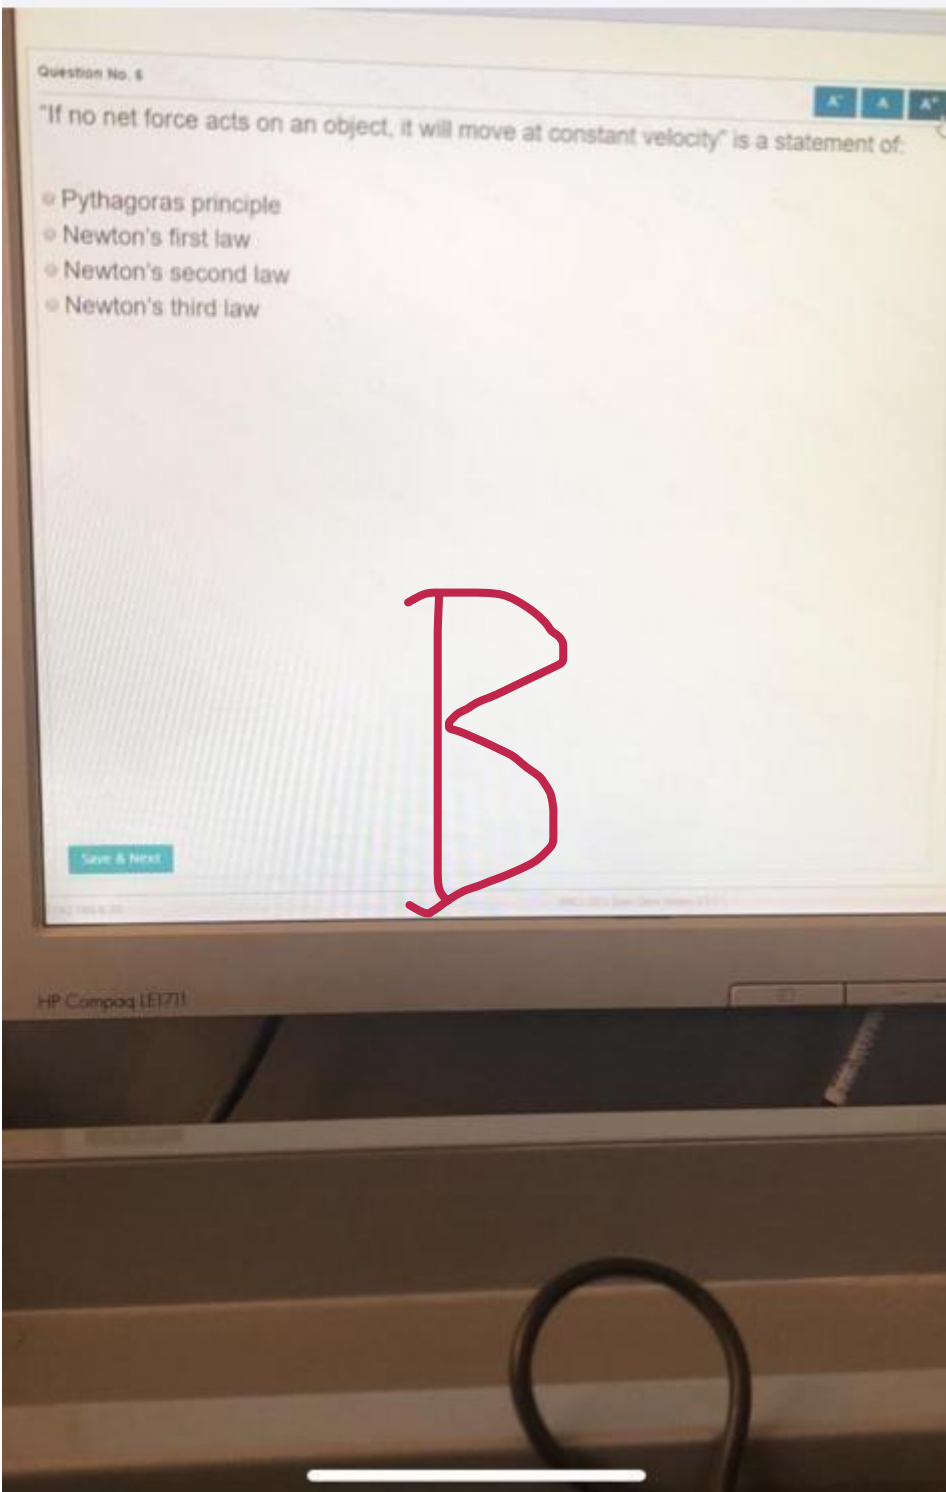 Question No. 6
A- A A+
"If no net force acts on an object, it will move at constant velocity" is a statement of:
Pythagoras principle
Newton's first law
Newton's second law
Newton's third law
B
Save & Next
HP Compaq LE1711